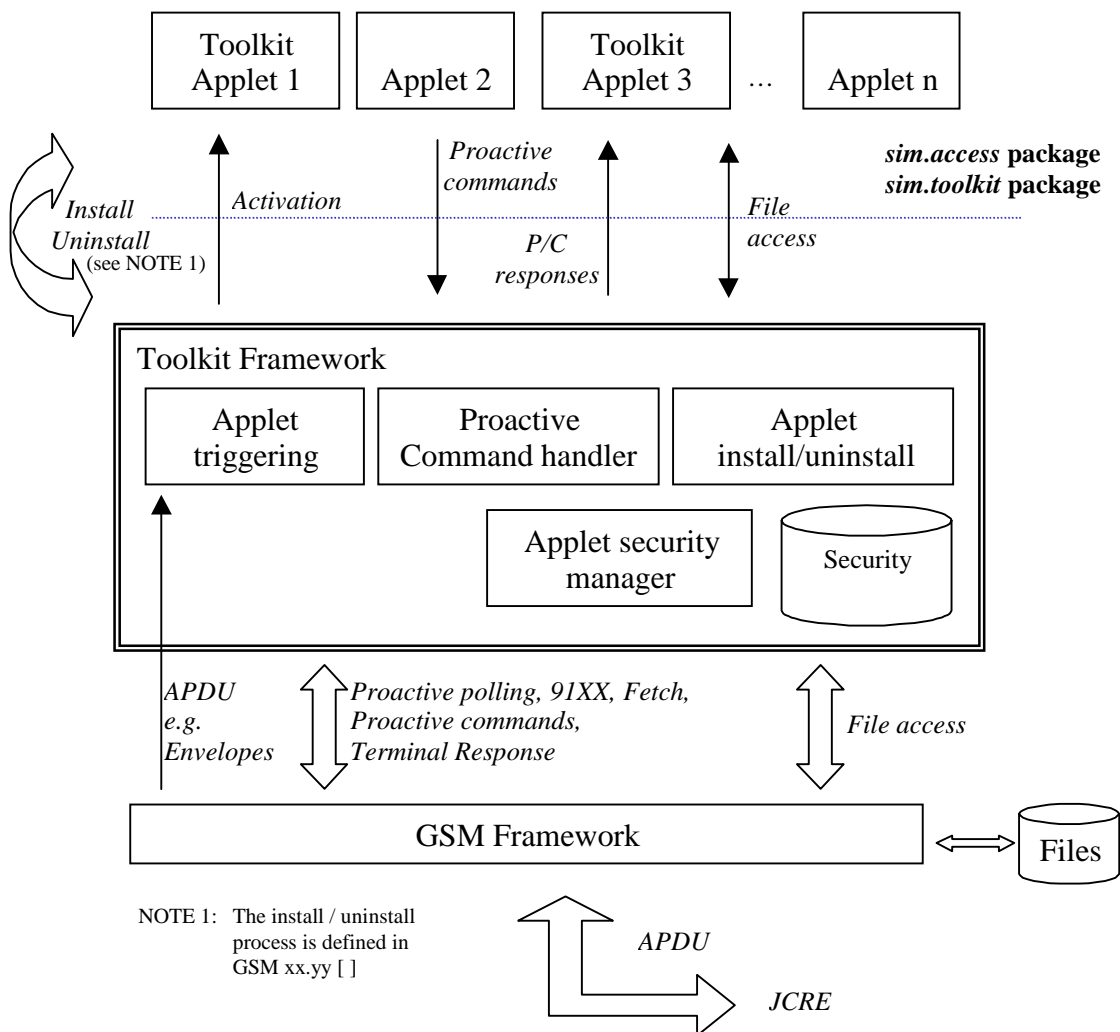 Toolkit
Applet 1
Applet 2
Toolkit
Applet 3
…
Applet n
Proactive
commands
sim.access package
sim.toolkit package
Install
Uninstall
(see NOTE 1)
Activation
P/C
responses
File
access
Toolkit Framework
Applet
triggering
Proactive
Command handler
Applet
install/uninstall
Applet security
manager
Security
APDU
e.g.
Envelopes
Proactive polling, 91XX, Fetch,
Proactive commands,
Terminal Response
File access
GSM Framework
Files
NOTE 1: The install / uninstall
process is defined in
GSM xx.yy [ ]
APDU
JCRE